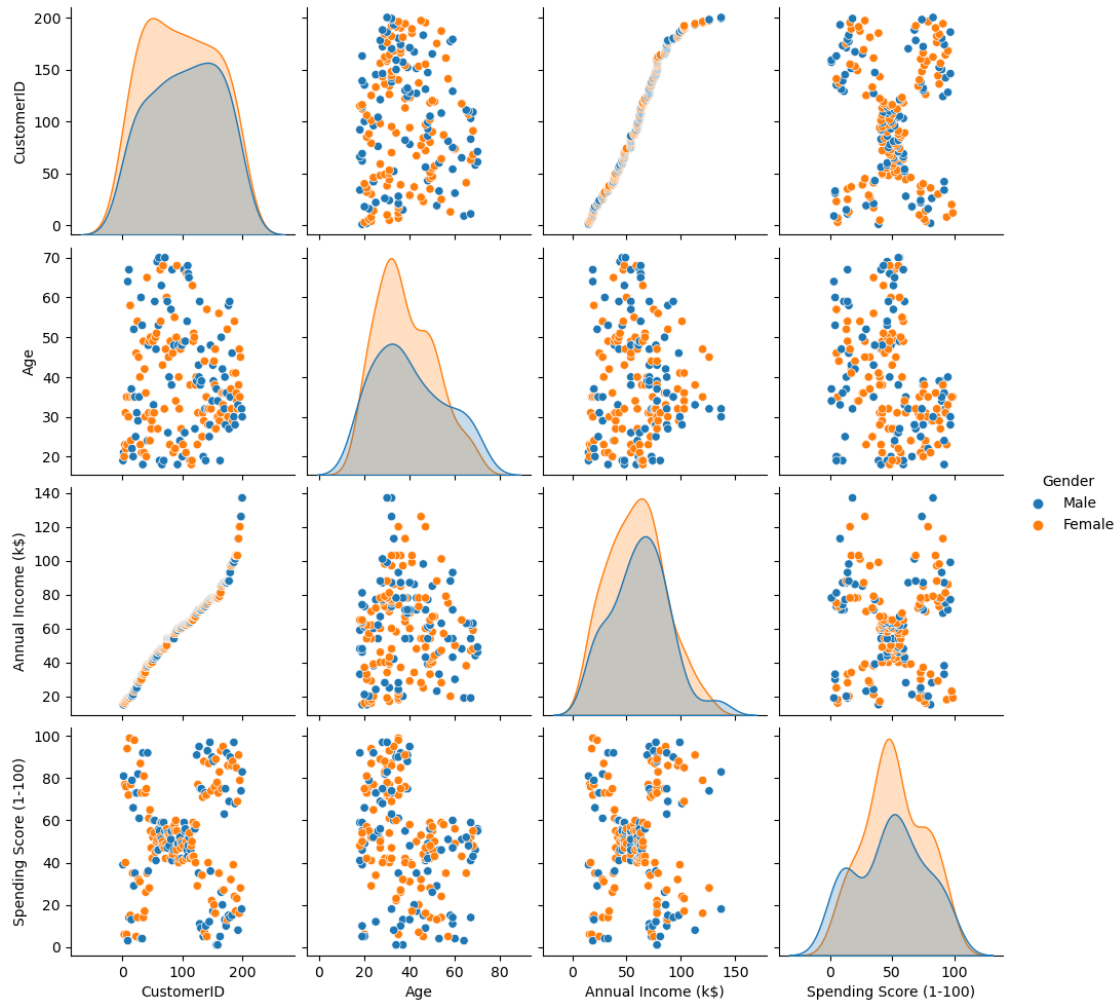 200
150
100
50
0
CustomerID
70
60
50
40
30
20
Age
Gender
Male
Female
140
120
100
80
60
40
20
Annual Income (k$)
100
80
60
40
20
0
Spending Score (1-100)
0 100 200
0 20 40 60 80
0 50 100 150
0 50 100
CustomerID
Age
Annual Income (k$)
Spending Score (1-100)